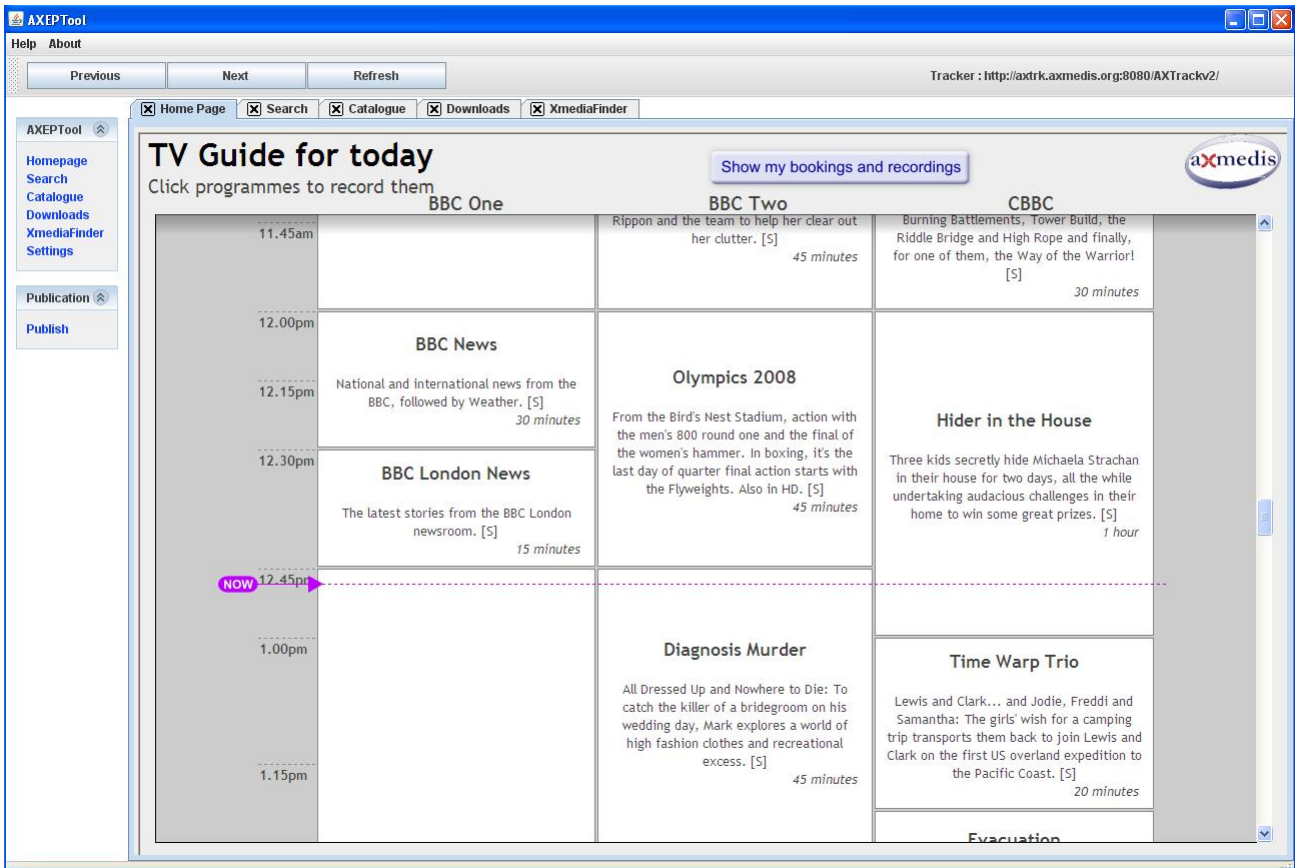 AXEPTool
Help About
Previous Next Refresh Tracker : http://axtrk.axmedis.org:8080/AXTrackv2/
Home Page Search Catalogue Downloads XmediaFinder
AXEPTool
Homepage
Search
Catalogue
Downloads
XmediaFinder
Settings
Publication
Publish
TV Guide for today
Click programmes to record them
Show my bookings and recordings
axmedis
BBC One BBC Two CBBC
11.45am
12.00pm
12.15pm
12.30pm
NOW 12.45pm
1.00pm
1.15pm
BBC News
National and international news from the
BBC, followed by Weather. [S]
30 minutes
BBC London News
The latest stories from the BBC London
newsroom. [S]
15 minutes
Rippon and the team to help her clear out
her clutter. [S]
45 minutes
Olympics 2008
From the Bird's Nest Stadium, action with
the men's 800 round one and the final of
the women's hammer. In boxing, it's the
last day of quarter final action starts with
the Flyweights. Also in HD. [S]
45 minutes
Diagnosis Murder
All Dressed Up and Nowhere to Die: To
catch the killer of a bridegroom on his
wedding day, Mark explores a world of
high fashion clothes and recreational
excess. [S]
45 minutes
Burning Battlements, Tower Build, the
Riddle Bridge and High Rope and finally,
for one of them, the Way of the Warrior!
[S]
30 minutes
Hider in the House
Three kids secretly hide Michaela Strachan
in their house for two days, all the while
undertaking audacious challenges in their
home to win some great prizes. [S]
1 hour
Time Warp Trio
Lewis and Clark... and Jodie, Freddi and
Samantha: The girls' wish for a camping
trip transports them back to join Lewis and
Clark on the first US overland expedition to
the Pacific Coast. [S]
20 minutes
Evacuation